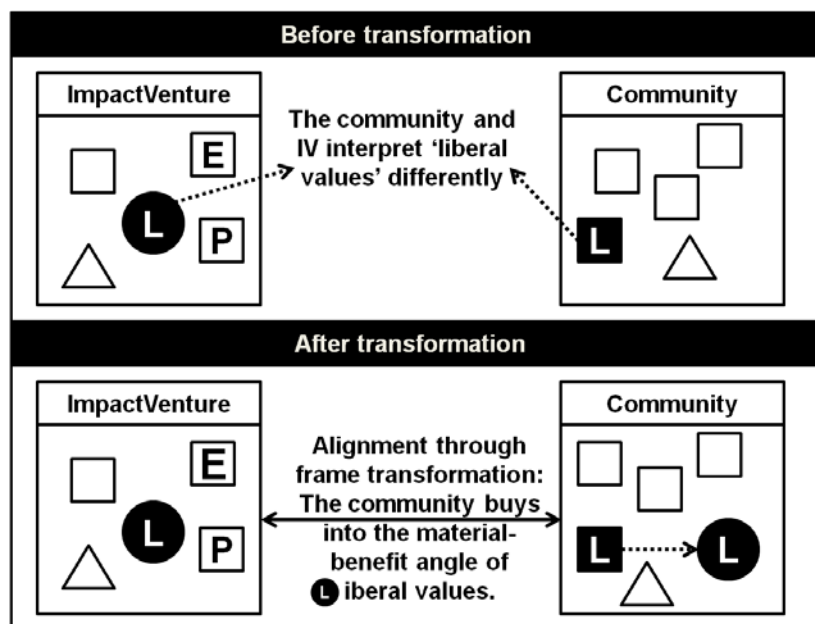 Before transformation
ImpactVenture
Community
E
L
P
The community and
IV interpret ‘liberal
values’ differently
L
After transformation
ImpactVenture
Community
E
L
P
Alignment through
frame transformation:
The community buys
into the material-
benefit angle of
L iberal values.
L
L